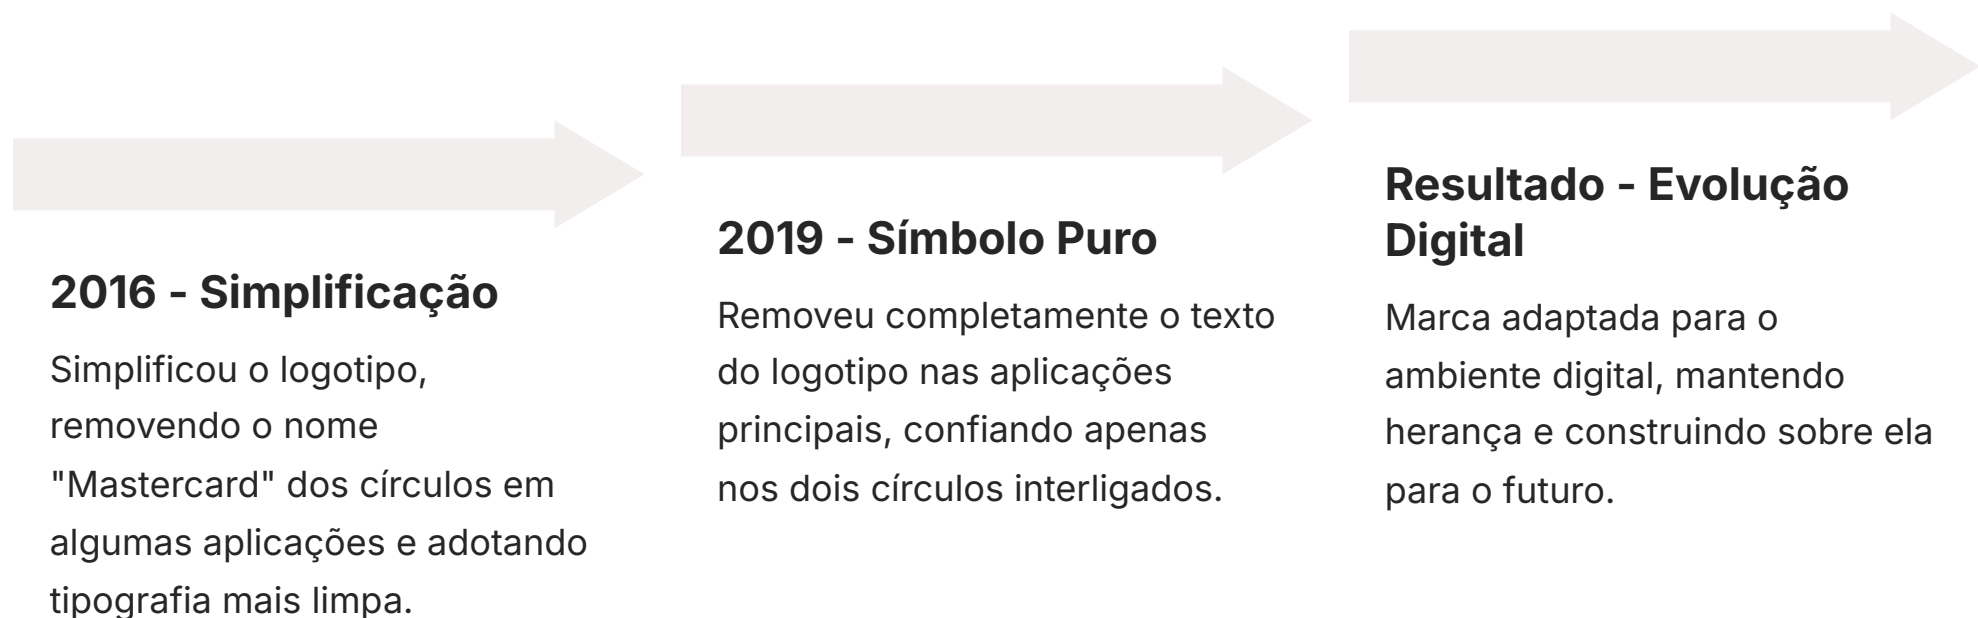 2016 - Simplificação
Simplificou o logotipo,
removendo o nome
"Mastercard" dos círculos em
algumas aplicações e adotando
tipografia mais limpa.
2019 - Símbolo Puro
Removeu completamente o texto
do logotipo nas aplicações
principais, confiando apenas
nos dois círculos interligados.
Resultado - Evolução
Digital
Marca adaptada para o
ambiente digital, mantendo
herança e construindo sobre ela
para o futuro.